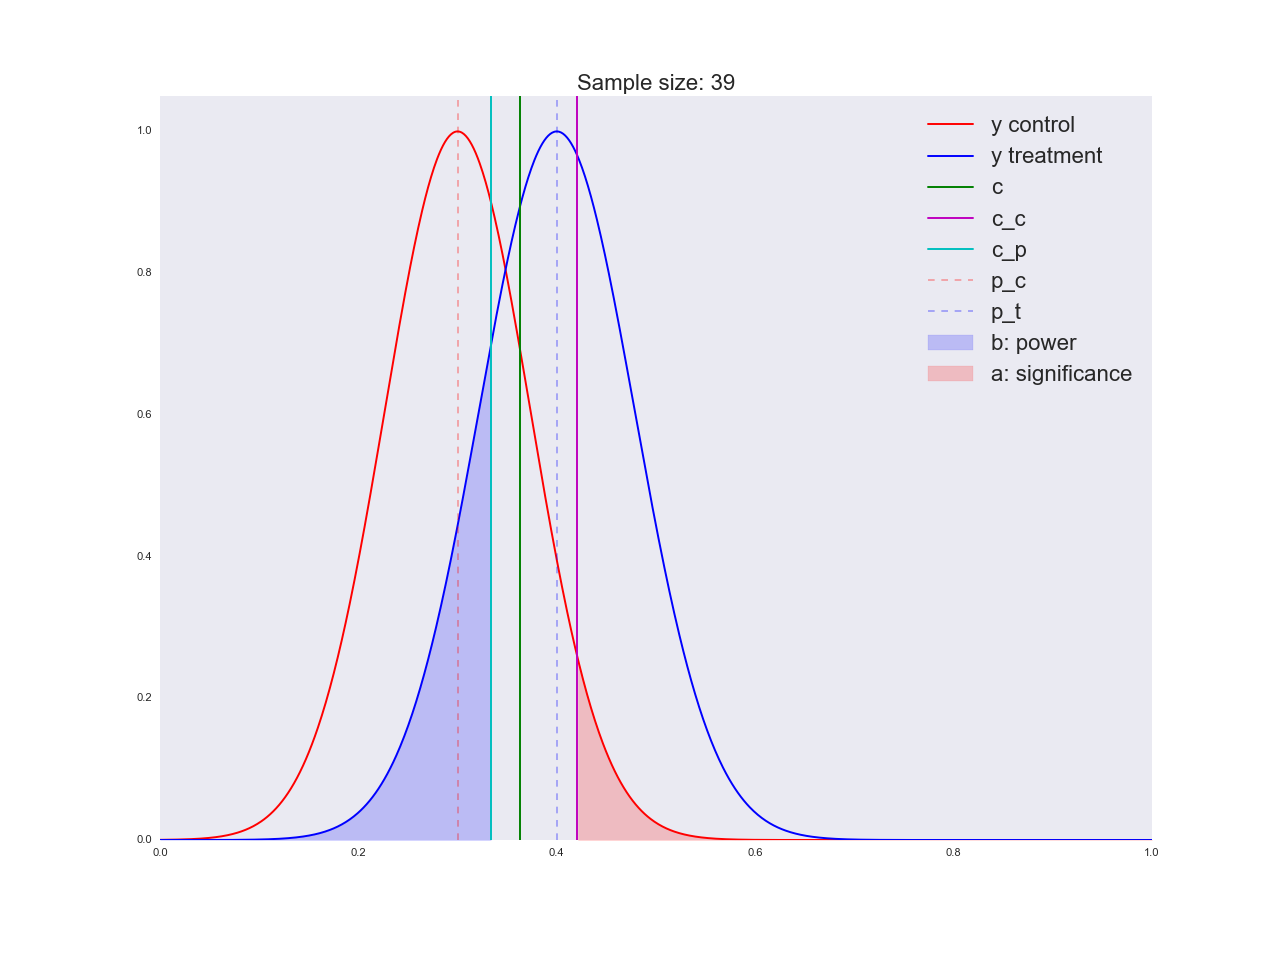 Sample size: 39
y control
y treatment
c
c_c
c_p
p_c
p_t
b: power
a: significance
1.0
0.8
0.6
0.4
0.2
0.0
0.0 0.2 0.4 0.6 0.8 1.0